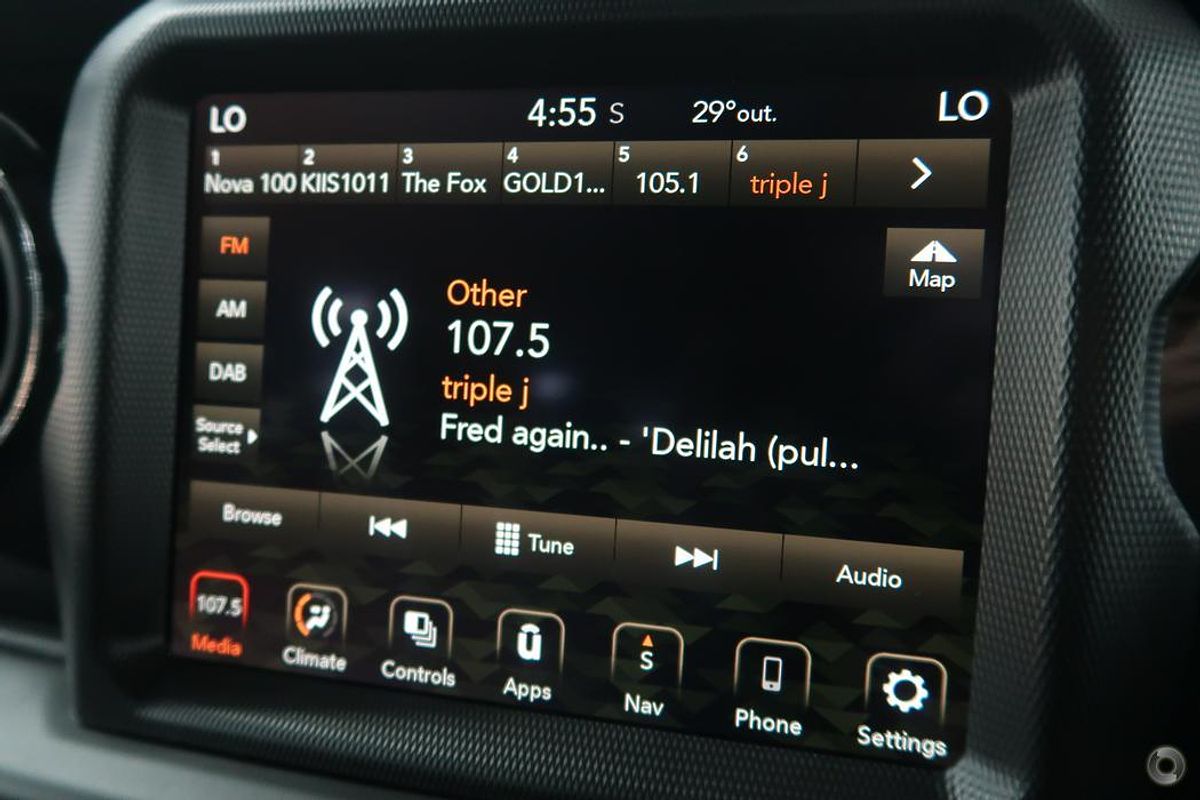 LO 4:55 S 29°out. LO
1 2 3 4 5 6
Nova 100 KIIS1011 The Fox GOLD1... 105.1 triple j
FM
AM
DAB
Source
Select
Map
Other
107.5
triple j
Fred again.. - 'Delilah (pul...
Browse Tune Audio
107.5 S
Media Climate Controls Apps Nav Phone Settings